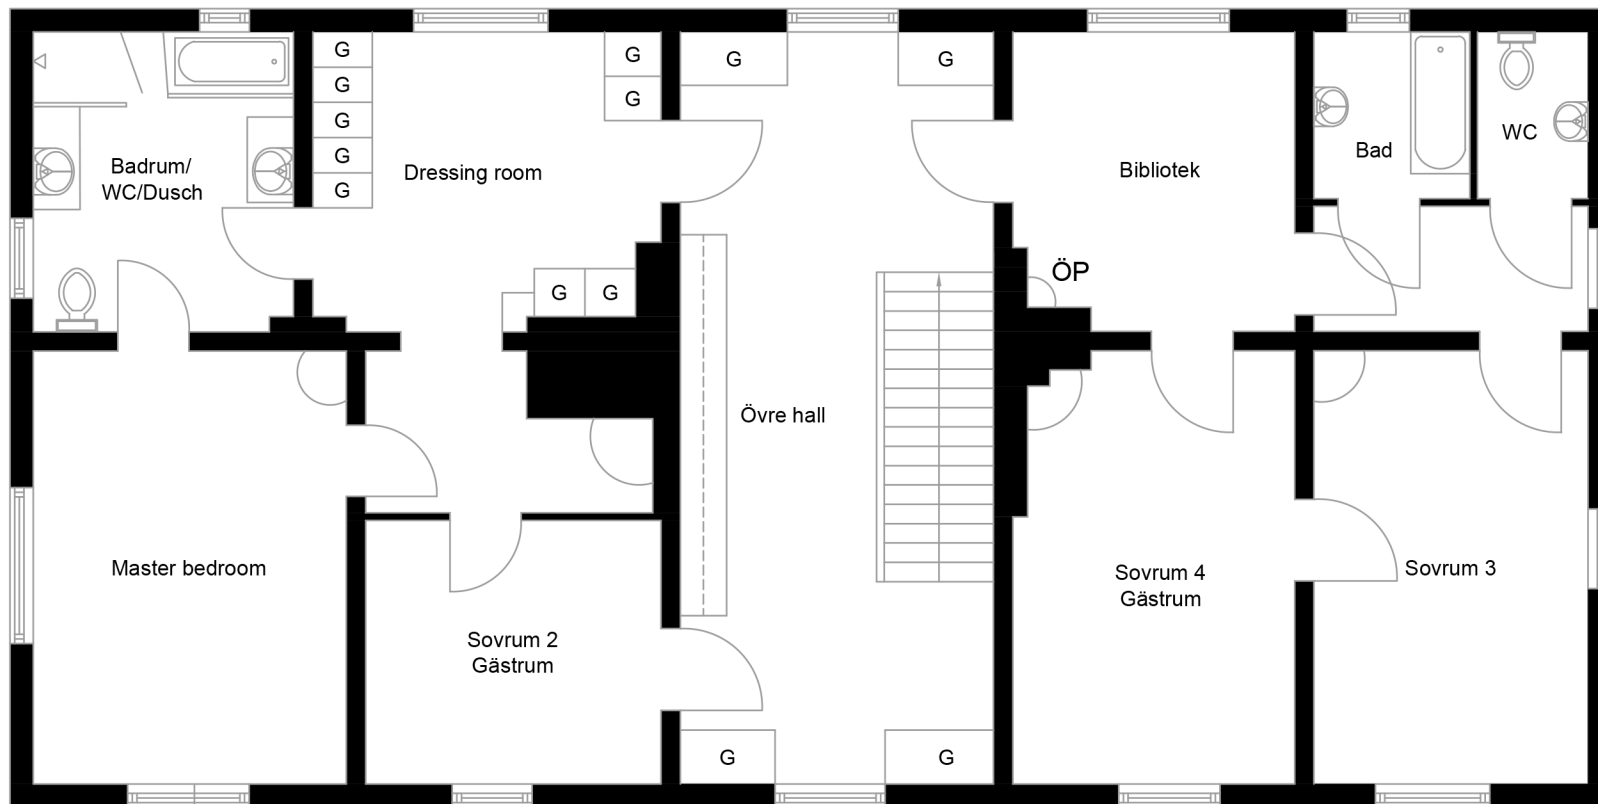 G
G
G
G
G
G
G
G
G
Badrum/
WC/Dusch
Dressing room
Bibliotek
Bad
WC
ÖP
G
G
Övre hall
Master bedroom
Sovrum 2
Gästrum
Sovrum 4
Gästrum
Sovrum 3
G
G